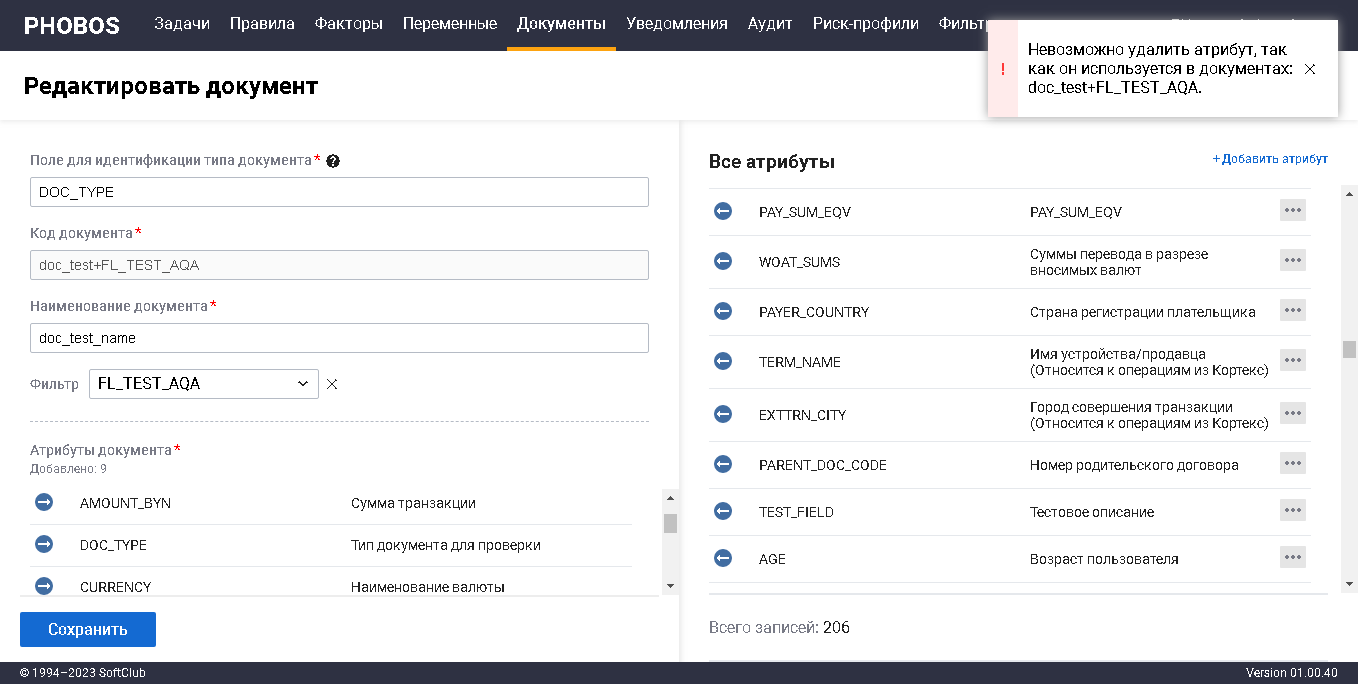 PHOBOS Задачи Правила Факторы Переменные Документы Уведомления Аудит Риск-профили
Невозможно удалить атрибут, так
как он используется в документах:
doc_test+FL_TEST_AQA.
Редактировать документ
Поле для идентификации типа документа* ?
DOC_TYPE
Код документа*
doc_test+FL_TEST_AQA
Наименование документа*
doc_test_name
Фильтр FL_TEST_AQA
Атрибуты документа*
Добавлено: 9
AMOUNT_BYN Сумма транзакции
DOC_TYPE Тип документа для проверки
CURRENCY Наименование валюты
Сохранить
Все атрибуты +Добавить атрибут
PAY_SUM_EQV PAY_SUM_EQV
WOAT_SUMS Суммы перевода в разрезе
вносимых валют
PAYER_COUNTRY Страна регистрации плательщика
TERM_NAME Имя устройства/продавца
(Относится к операциям из Кортекс)
EXTTRN_CITY Город совершения транзакции
(Относится к операциям из Кортекс)
PARENT_DOC_CODE Номер родительского договора
TEST_FIELD Тестовое описание
AGE Возраст пользователя
Всего записей: 206
© 1994–2023 SoftClub Version 01.00.40